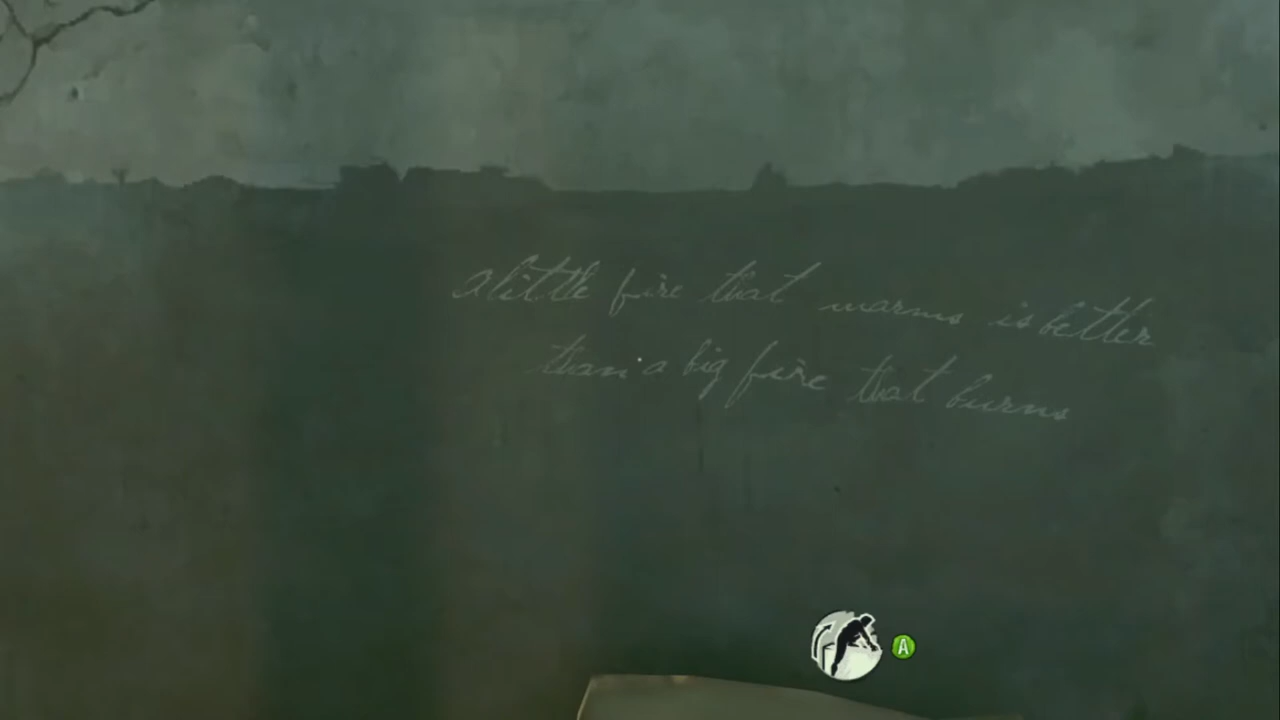 a little fire that warms is better
than a big fire that burns
A